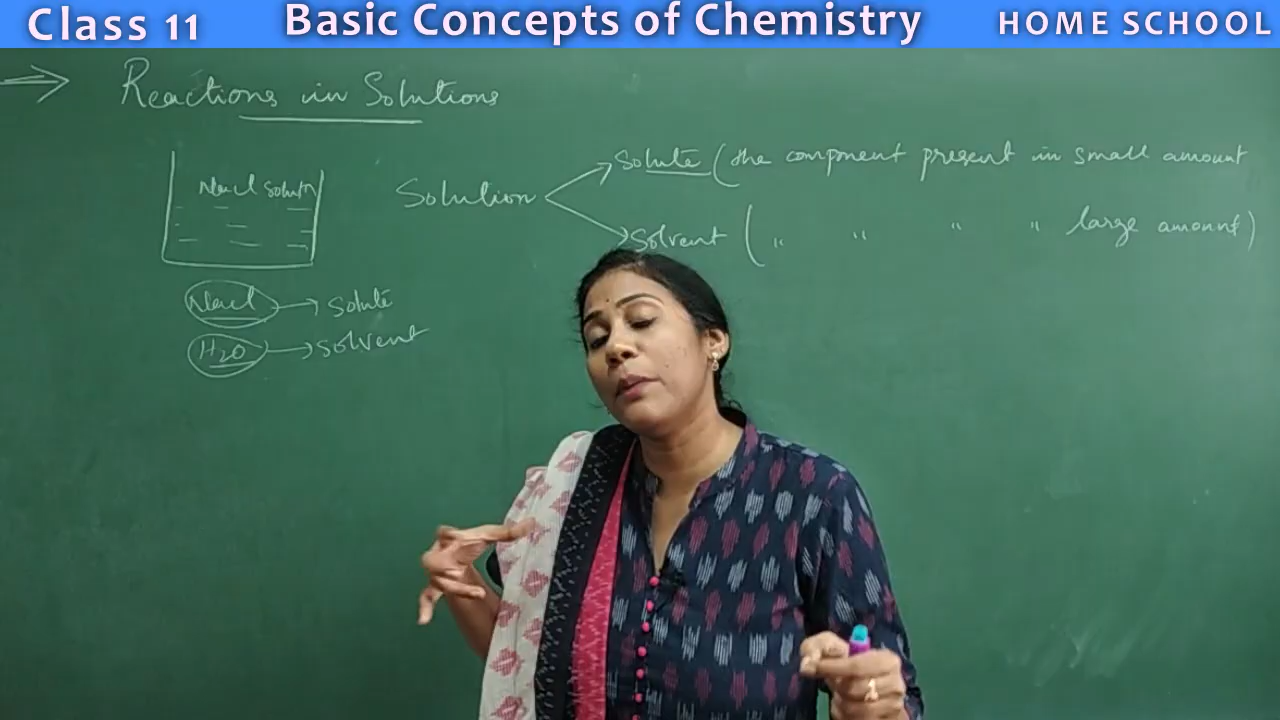 Class 11 Basic Concepts of Chemistry HOME SCHOOL
Reactions in Solutions
NaCl Solution
Solution
Solute (the component present in small amount
Solvent ( " " " " large amount)
NaCl → Solute
H2O → Solvent